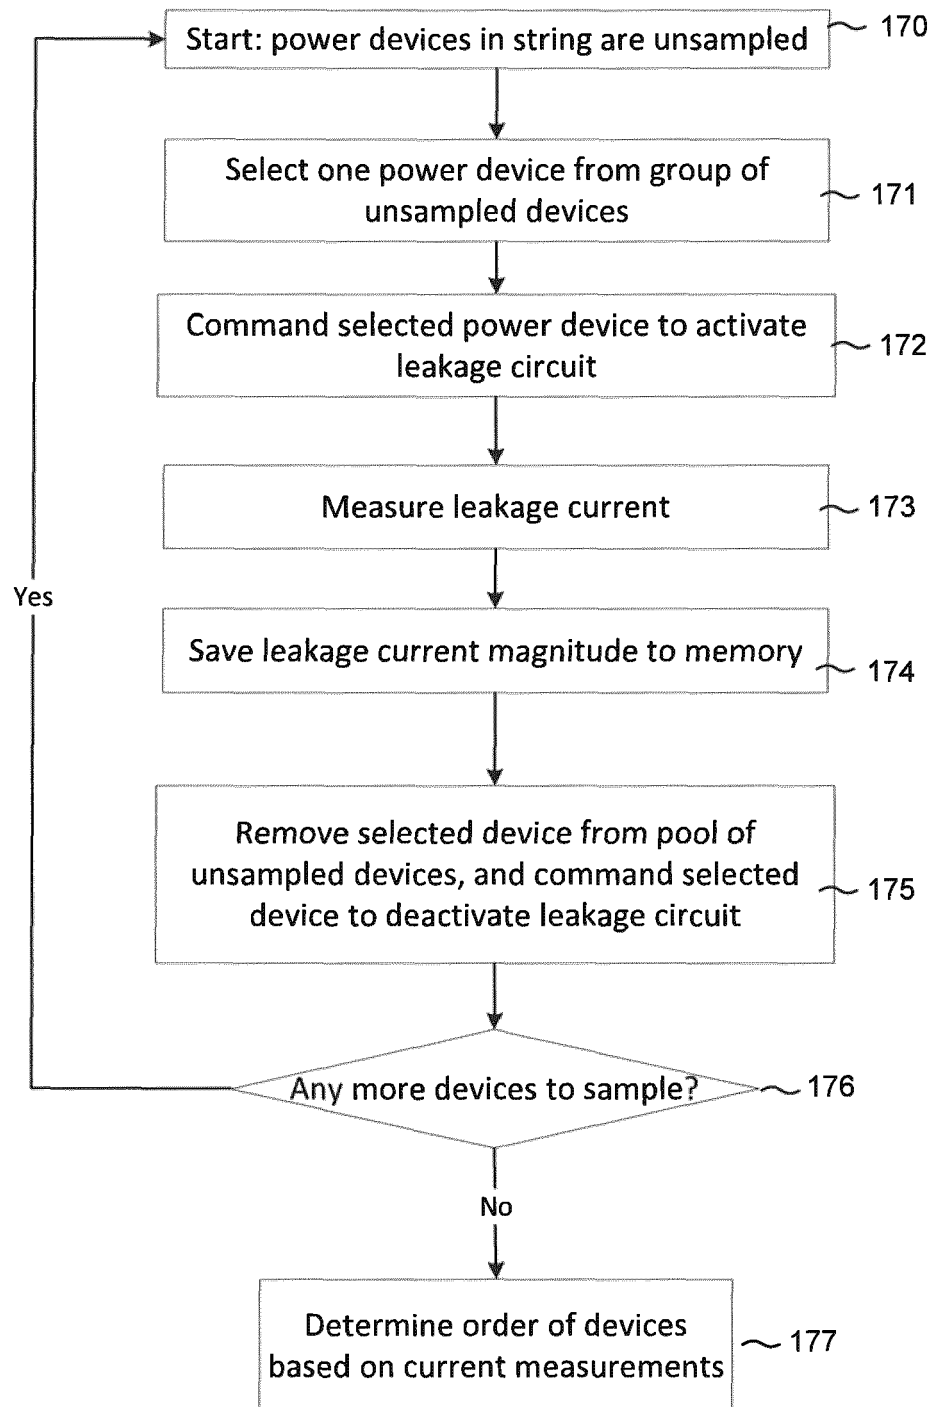 Start: power devices in string are unsampled
170
Select one power device from group of
unsampled devices
171
Command selected power device to activate
leakage circuit
172
Measure leakage current
173
Yes
Save leakage current magnitude to memory
174
Remove selected device from pool of
unsampled devices, and command selected
device to deactivate leakage circuit
175
Any more devices to sample?
176
No
Determine order of devices
based on current measurements
177